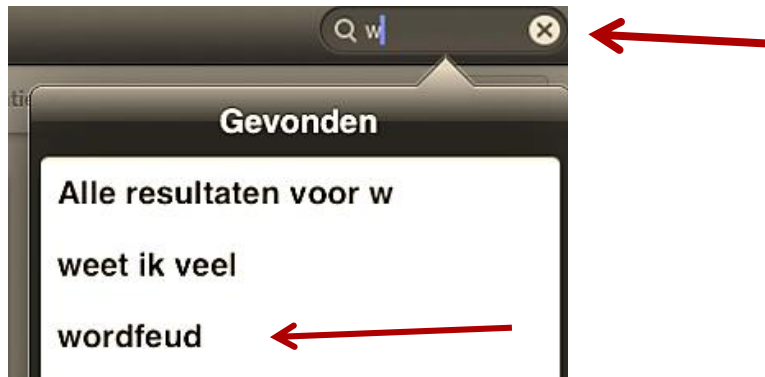 w
Gevonden
Alle resultaten voor w
weet ik veel
wordfeud